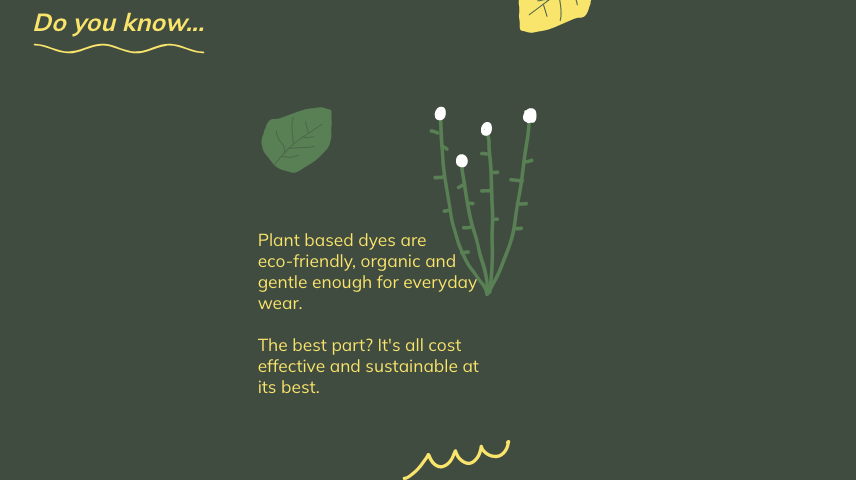 Do you know...
Plant based dyes are
eco-friendly, organic and
gentle enough for everyday
wear.
The best part? It's all cost
effective and sustainable at
its best.